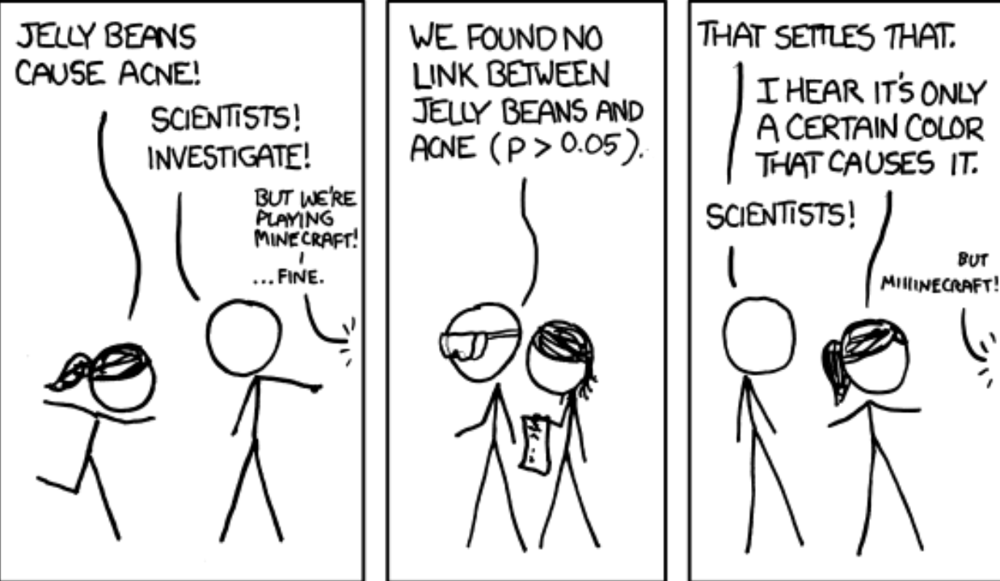 JELLY BEANS
CAUSE ACNE!
SCIENTISTS!
INVESTIGATE!
BUT WE'RE
PLAYING
MINECRAFT!
...FINE.
WE FOUND NO
LINK BETWEEN
JELLY BEANS AND
ACNE (P > 0.05).
THAT SETTLES THAT.
I HEAR IT'S ONLY
A CERTAIN COLOR
THAT CAUSES IT.
SCIENTISTS!
BUT
MIIIINECRAFT!